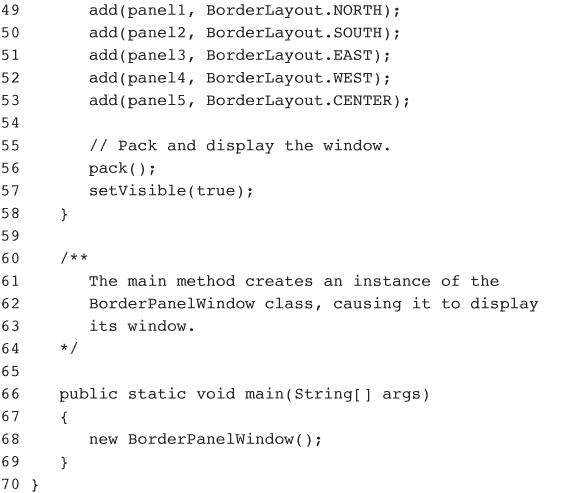 49       add(panel1, BorderLayout.NORTH);
50       add(panel2, BorderLayout.SOUTH);
51       add(panel3, BorderLayout.EAST);
52       add(panel4, BorderLayout.WEST);
53       add(panel5, BorderLayout.CENTER);
54
55       // Pack and display the window.
56       pack();
57       setVisible(true);
58    }
59
60    /**
61       The main method creates an instance of the
62       BorderPanelWindow class, causing it to display
63       its window.
64    */
65
66    public static void main(String[] args)
67    {
68       new BorderPanelWindow();
69    }
70 }